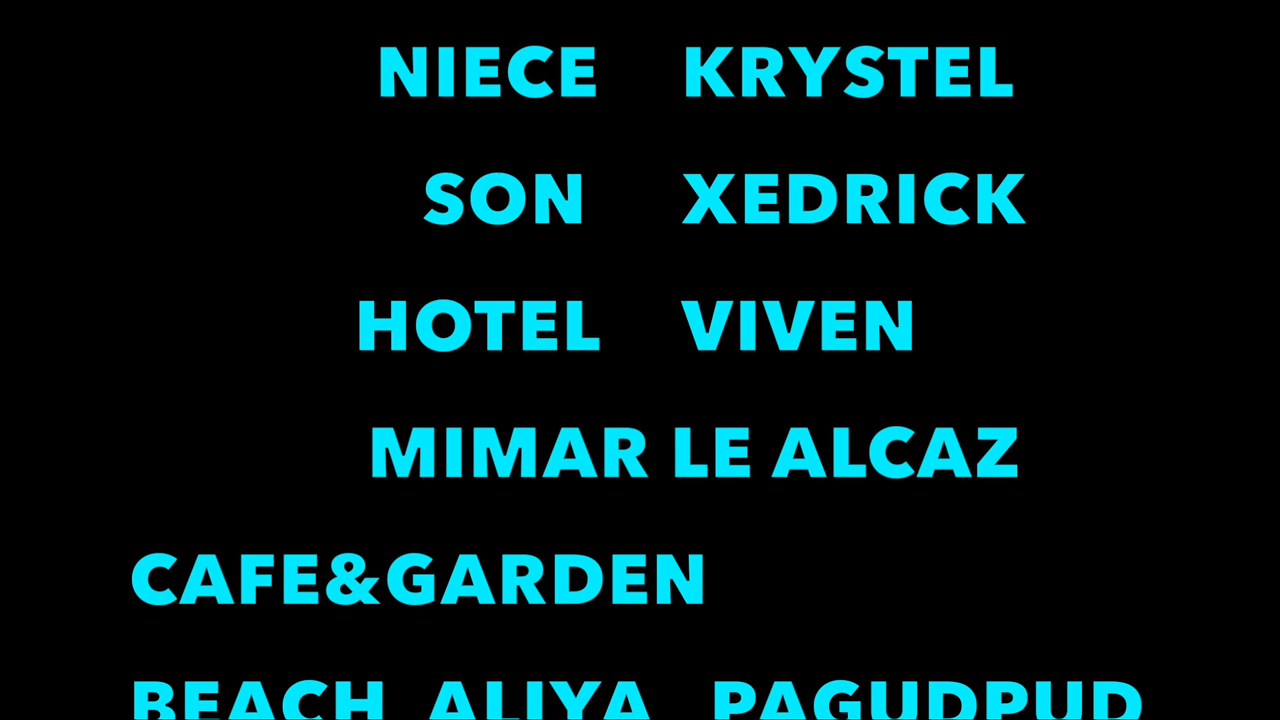 NIECE KRYSTEL
SON XEDRICK
HOTEL VIVEN
MIMAR LE ALCAZ
CAFE&GARDEN
BEACH ALIYA PAGUDPUD